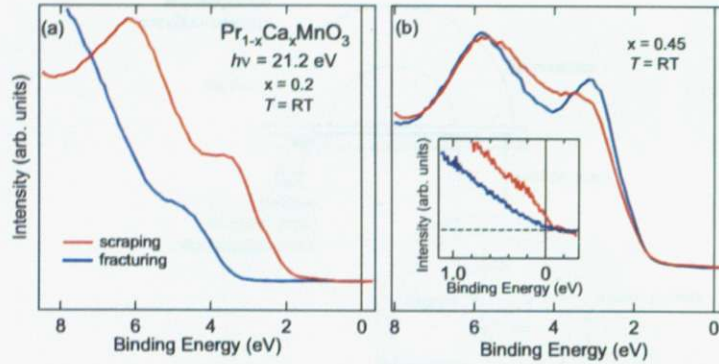 (a)
Pr1-xCaxMnO3
hν = 21.2 eV
x = 0.2
T = RT
Intensity (arb. units)
scraping
fracturing
8 6 4 2 0
Binding Energy (eV)
(b)
x = 0.45
T = RT
Intensity (arb. units)
1.0 0
Binding Energy (eV)
8 6 4 2 0
Binding Energy (eV)